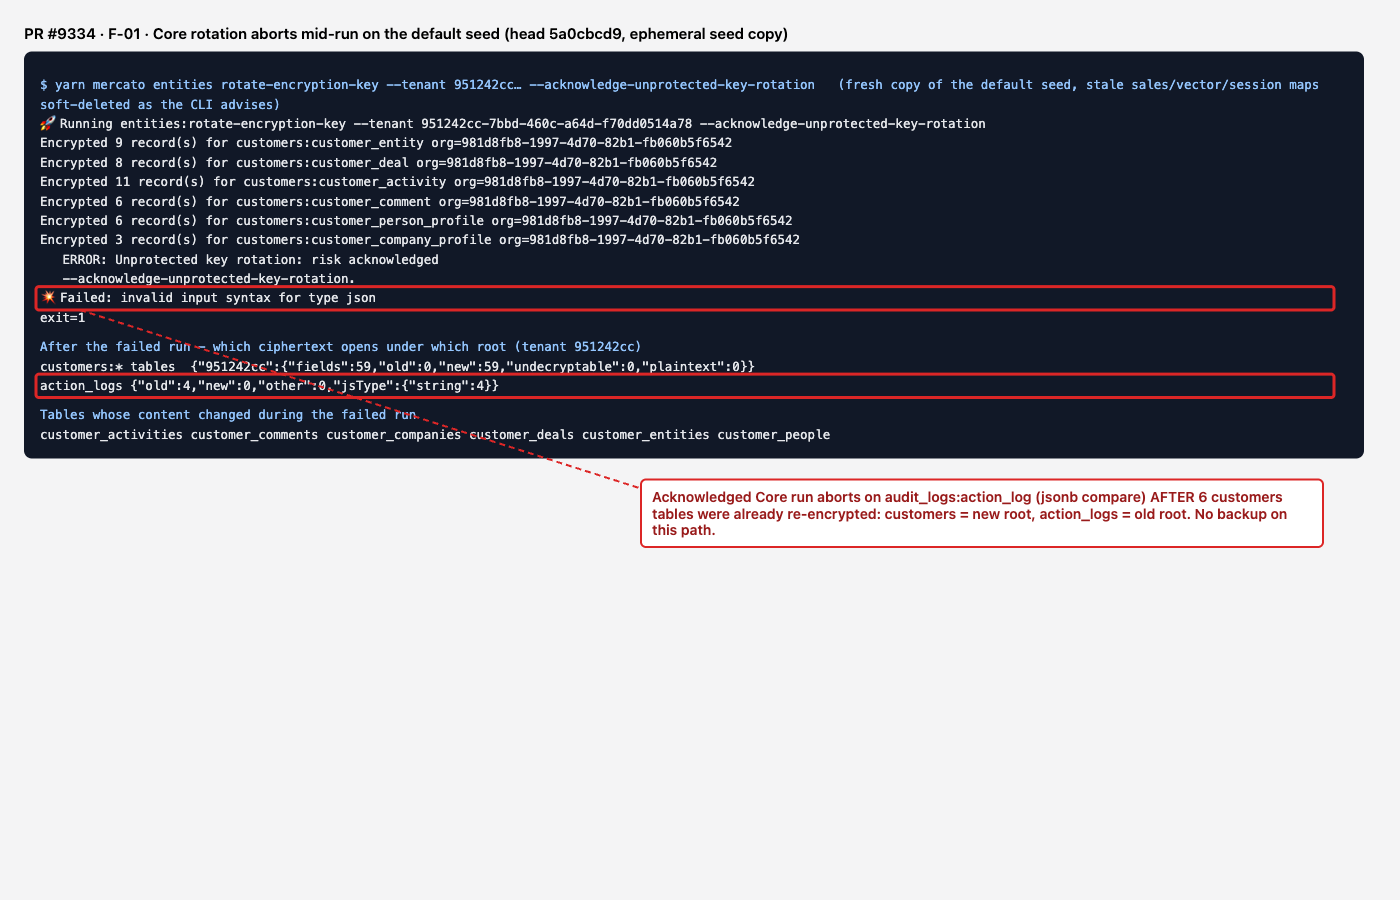 PR #9334 · F-01 · Core rotation aborts mid-run on the default seed (head 5a0cbcd9, ephemeral seed copy)
$ yarn mercato entities rotate-encryption-key --tenant 951242cc… --acknowledge-unprotected-key-rotation   (fresh copy of the default seed, stale sales/vector/session maps
soft-deleted as the CLI advises)
🚀 Running entities:rotate-encryption-key --tenant 951242cc-7bbd-460c-a64d-f70dd0514a78 --acknowledge-unprotected-key-rotation
Encrypted 9 record(s) for customers:customer_entity org=981d8fb8-1997-4d70-82b1-fb060b5f6542
Encrypted 8 record(s) for customers:customer_deal org=981d8fb8-1997-4d70-82b1-fb060b5f6542
Encrypted 11 record(s) for customers:customer_activity org=981d8fb8-1997-4d70-82b1-fb060b5f6542
Encrypted 6 record(s) for customers:customer_comment org=981d8fb8-1997-4d70-82b1-fb060b5f6542
Encrypted 6 record(s) for customers:customer_person_profile org=981d8fb8-1997-4d70-82b1-fb060b5f6542
Encrypted 3 record(s) for customers:customer_company_profile org=981d8fb8-1997-4d70-82b1-fb060b5f6542
ERROR: Unprotected key rotation: risk acknowledged
--acknowledge-unprotected-key-rotation.
💥 Failed: invalid input syntax for type json
exit=1
After the failed run — which ciphertext opens under which root (tenant 951242cc)
customers:* tables  {"951242cc":{"fields":59,"old":0,"new":59,"undecryptable":0,"plaintext":0}}
action_logs {"old":4,"new":0,"other":0,"jsType":{"string":4}}
Tables whose content changed during the failed run
customer_activities customer_comments customer_companies customer_deals customer_entities customer_people
Acknowledged Core run aborts on audit_logs:action_log (jsonb compare) AFTER 6 customers
tables were already re-encrypted: customers = new root, action_logs = old root. No backup on
this path.